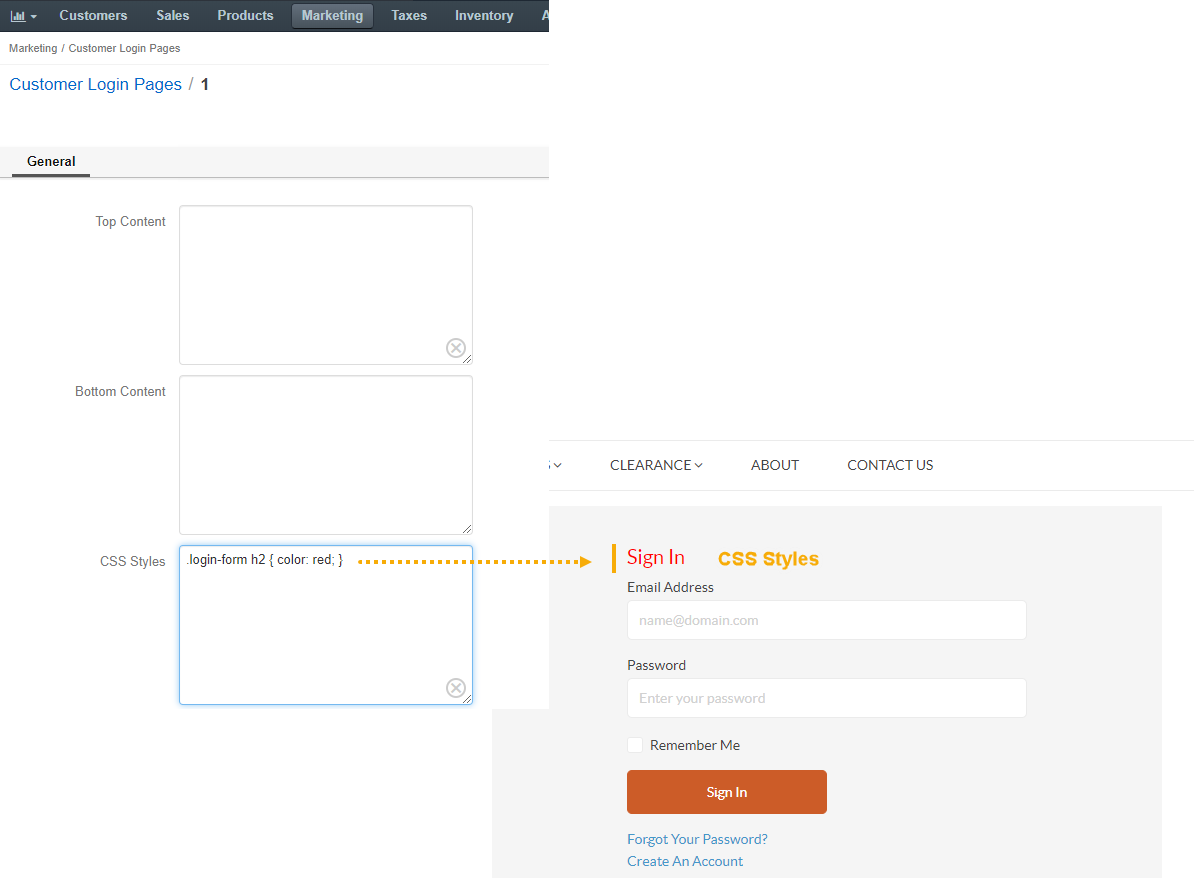 Customers Sales Products Marketing Taxes Inventory
Marketing / Customer Login Pages
Customer Login Pages / 1
General
Top Content
Bottom Content
CSS Styles
.login-form h2 { color: red; }
CLEARANCE ABOUT CONTACT US
Sign In CSS Styles
Email Address
name@domain.com
Password
Enter your password
Remember Me
Sign In
Forgot Your Password?
Create An Account